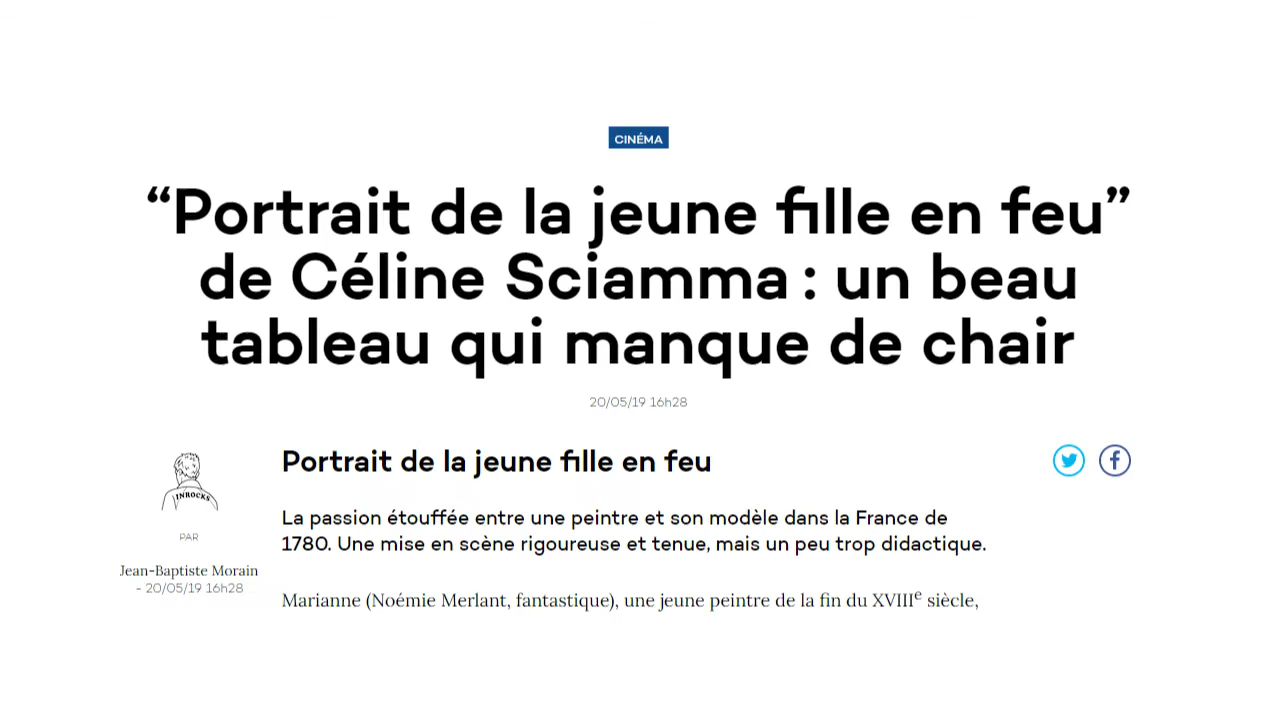 CINÉMA
“Portrait de la jeune fille en feu”
de Céline Sciamma : un beau
tableau qui manque de chair
20/05/19 16h28
INROCKS
PAR
Jean-Baptiste Morain
- 20/05/19 16h28
Portrait de la jeune fille en feu
La passion étouffée entre une peintre et son modèle dans la France de
1780. Une mise en scène rigoureuse et tenue, mais un peu trop didactique.
Marianne (Noémie Merlant, fantastique), une jeune peintre de la fin du XVIIIe siècle,